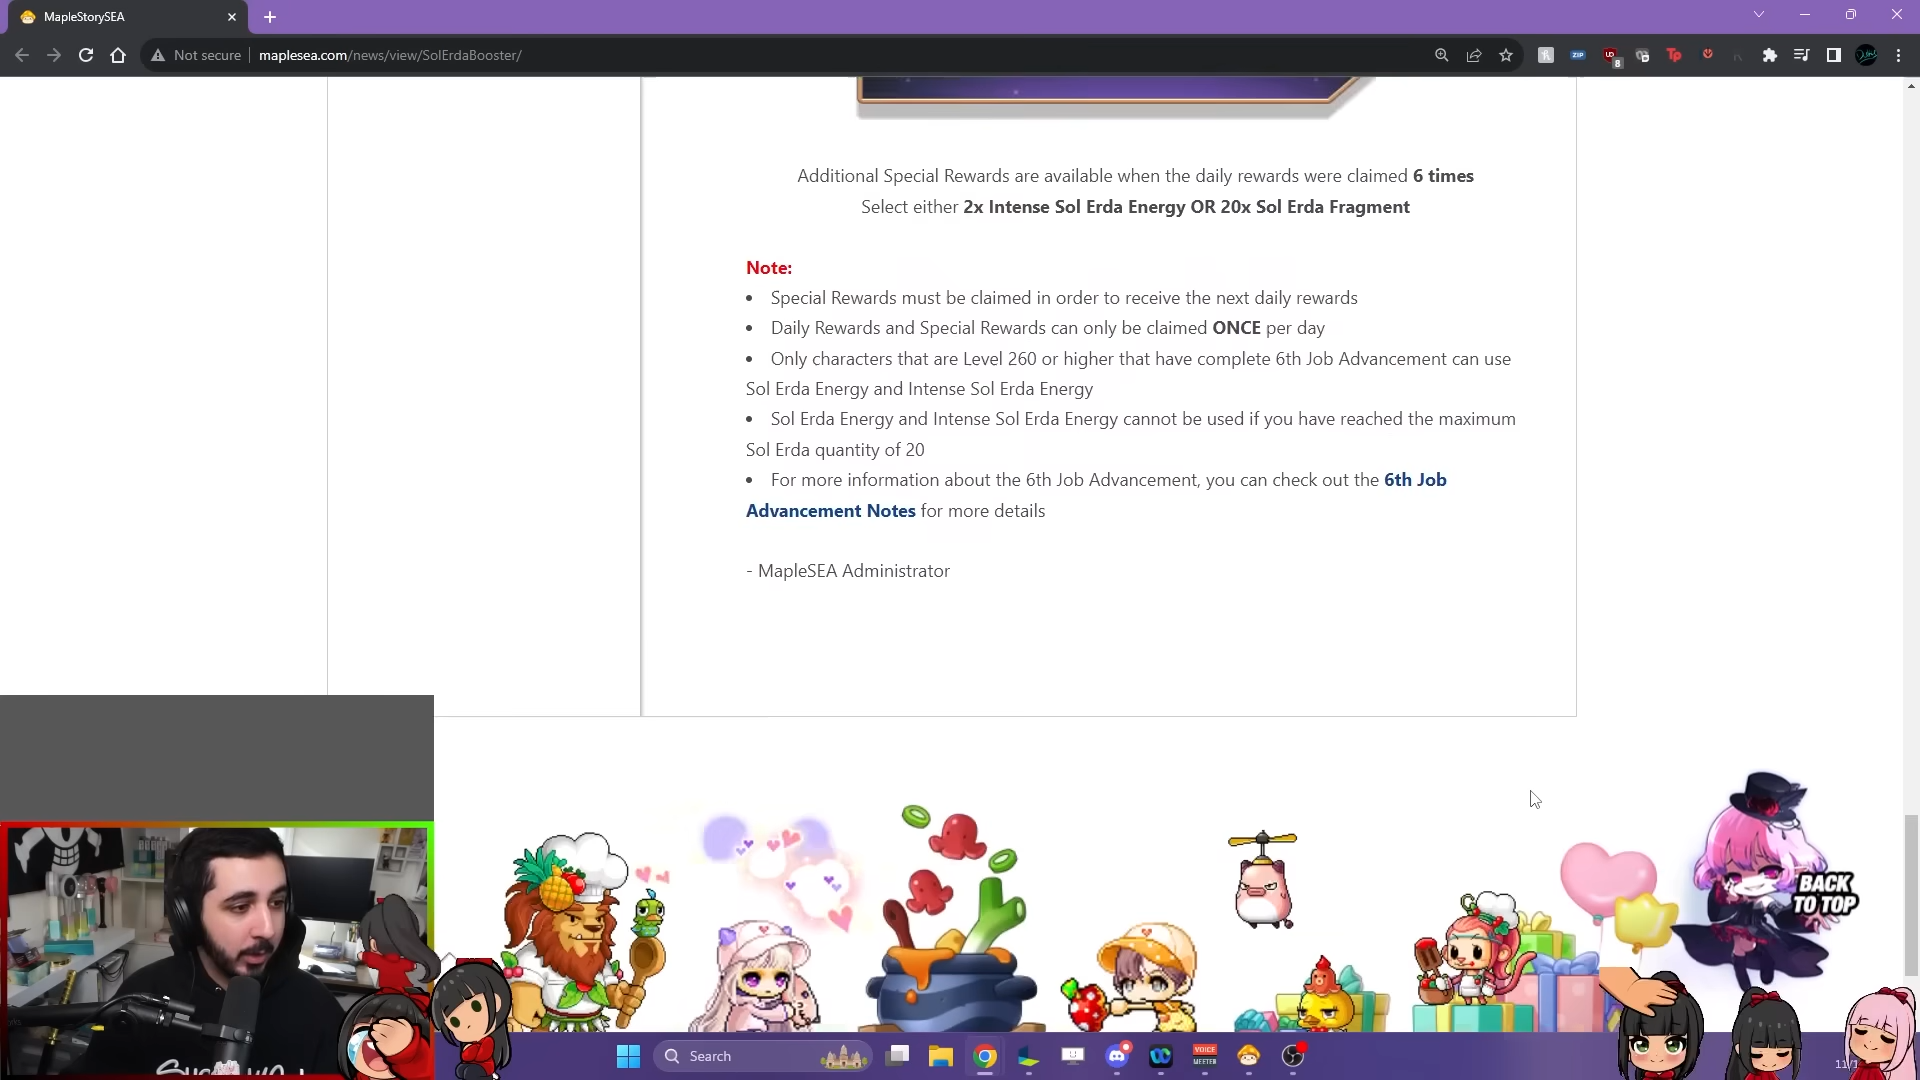 MapleStorySEA
Not secure
maplesea.com/news/view/SolErdaBooster/
ZIP
8
Tp
Additional Special Rewards are available when the daily rewards were claimed 6 times
Select either 2x Intense Sol Erda Energy OR 20x Sol Erda Fragment
Note:
• Special Rewards must be claimed in order to receive the next daily rewards
• Daily Rewards and Special Rewards can only be claimed ONCE per day
• Only characters that are Level 260 or higher that have complete 6th Job Advancement can use
Sol Erda Energy and Intense Sol Erda Energy
• Sol Erda Energy and Intense Sol Erda Energy cannot be used if you have reached the maximum
Sol Erda quantity of 20
• For more information about the 6th Job Advancement, you can check out the 6th Job
Advancement Notes for more details
- MapleSEA Administrator
BACK
TO TOP
Search
VOICE
MEETER